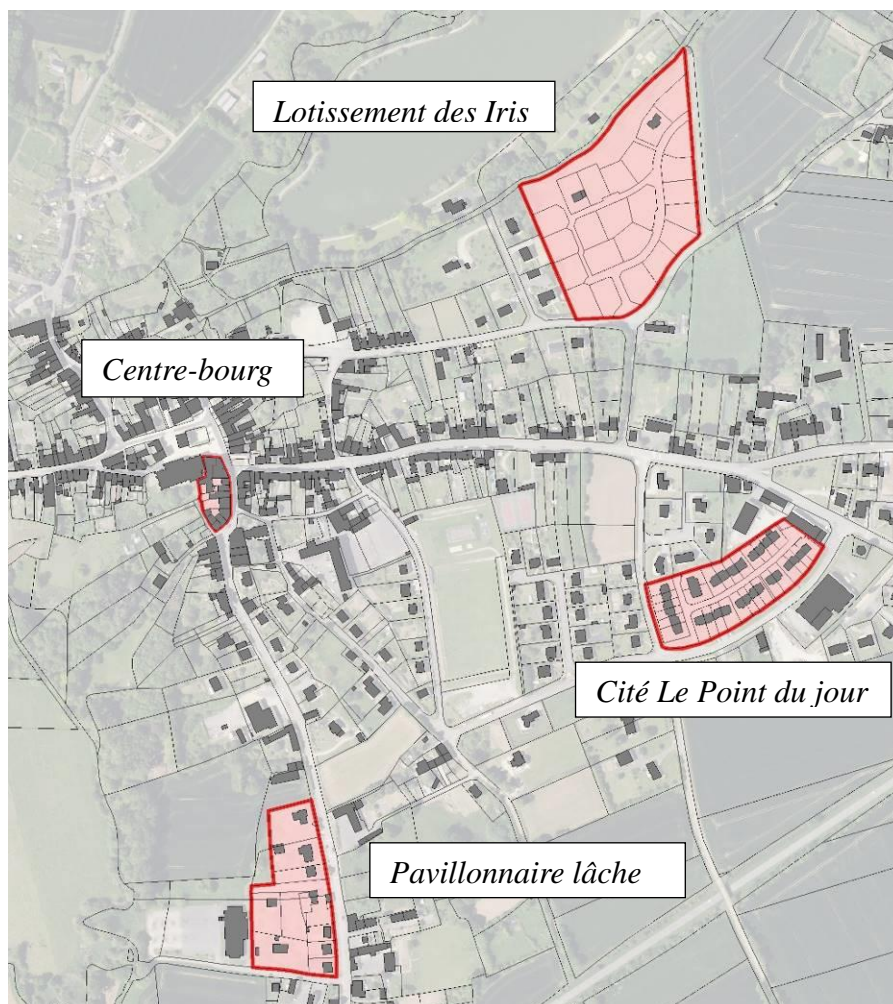 Lotissement des Iris
Centre-bourg
Cité Le Point du jour
Pavillonnaire lâche